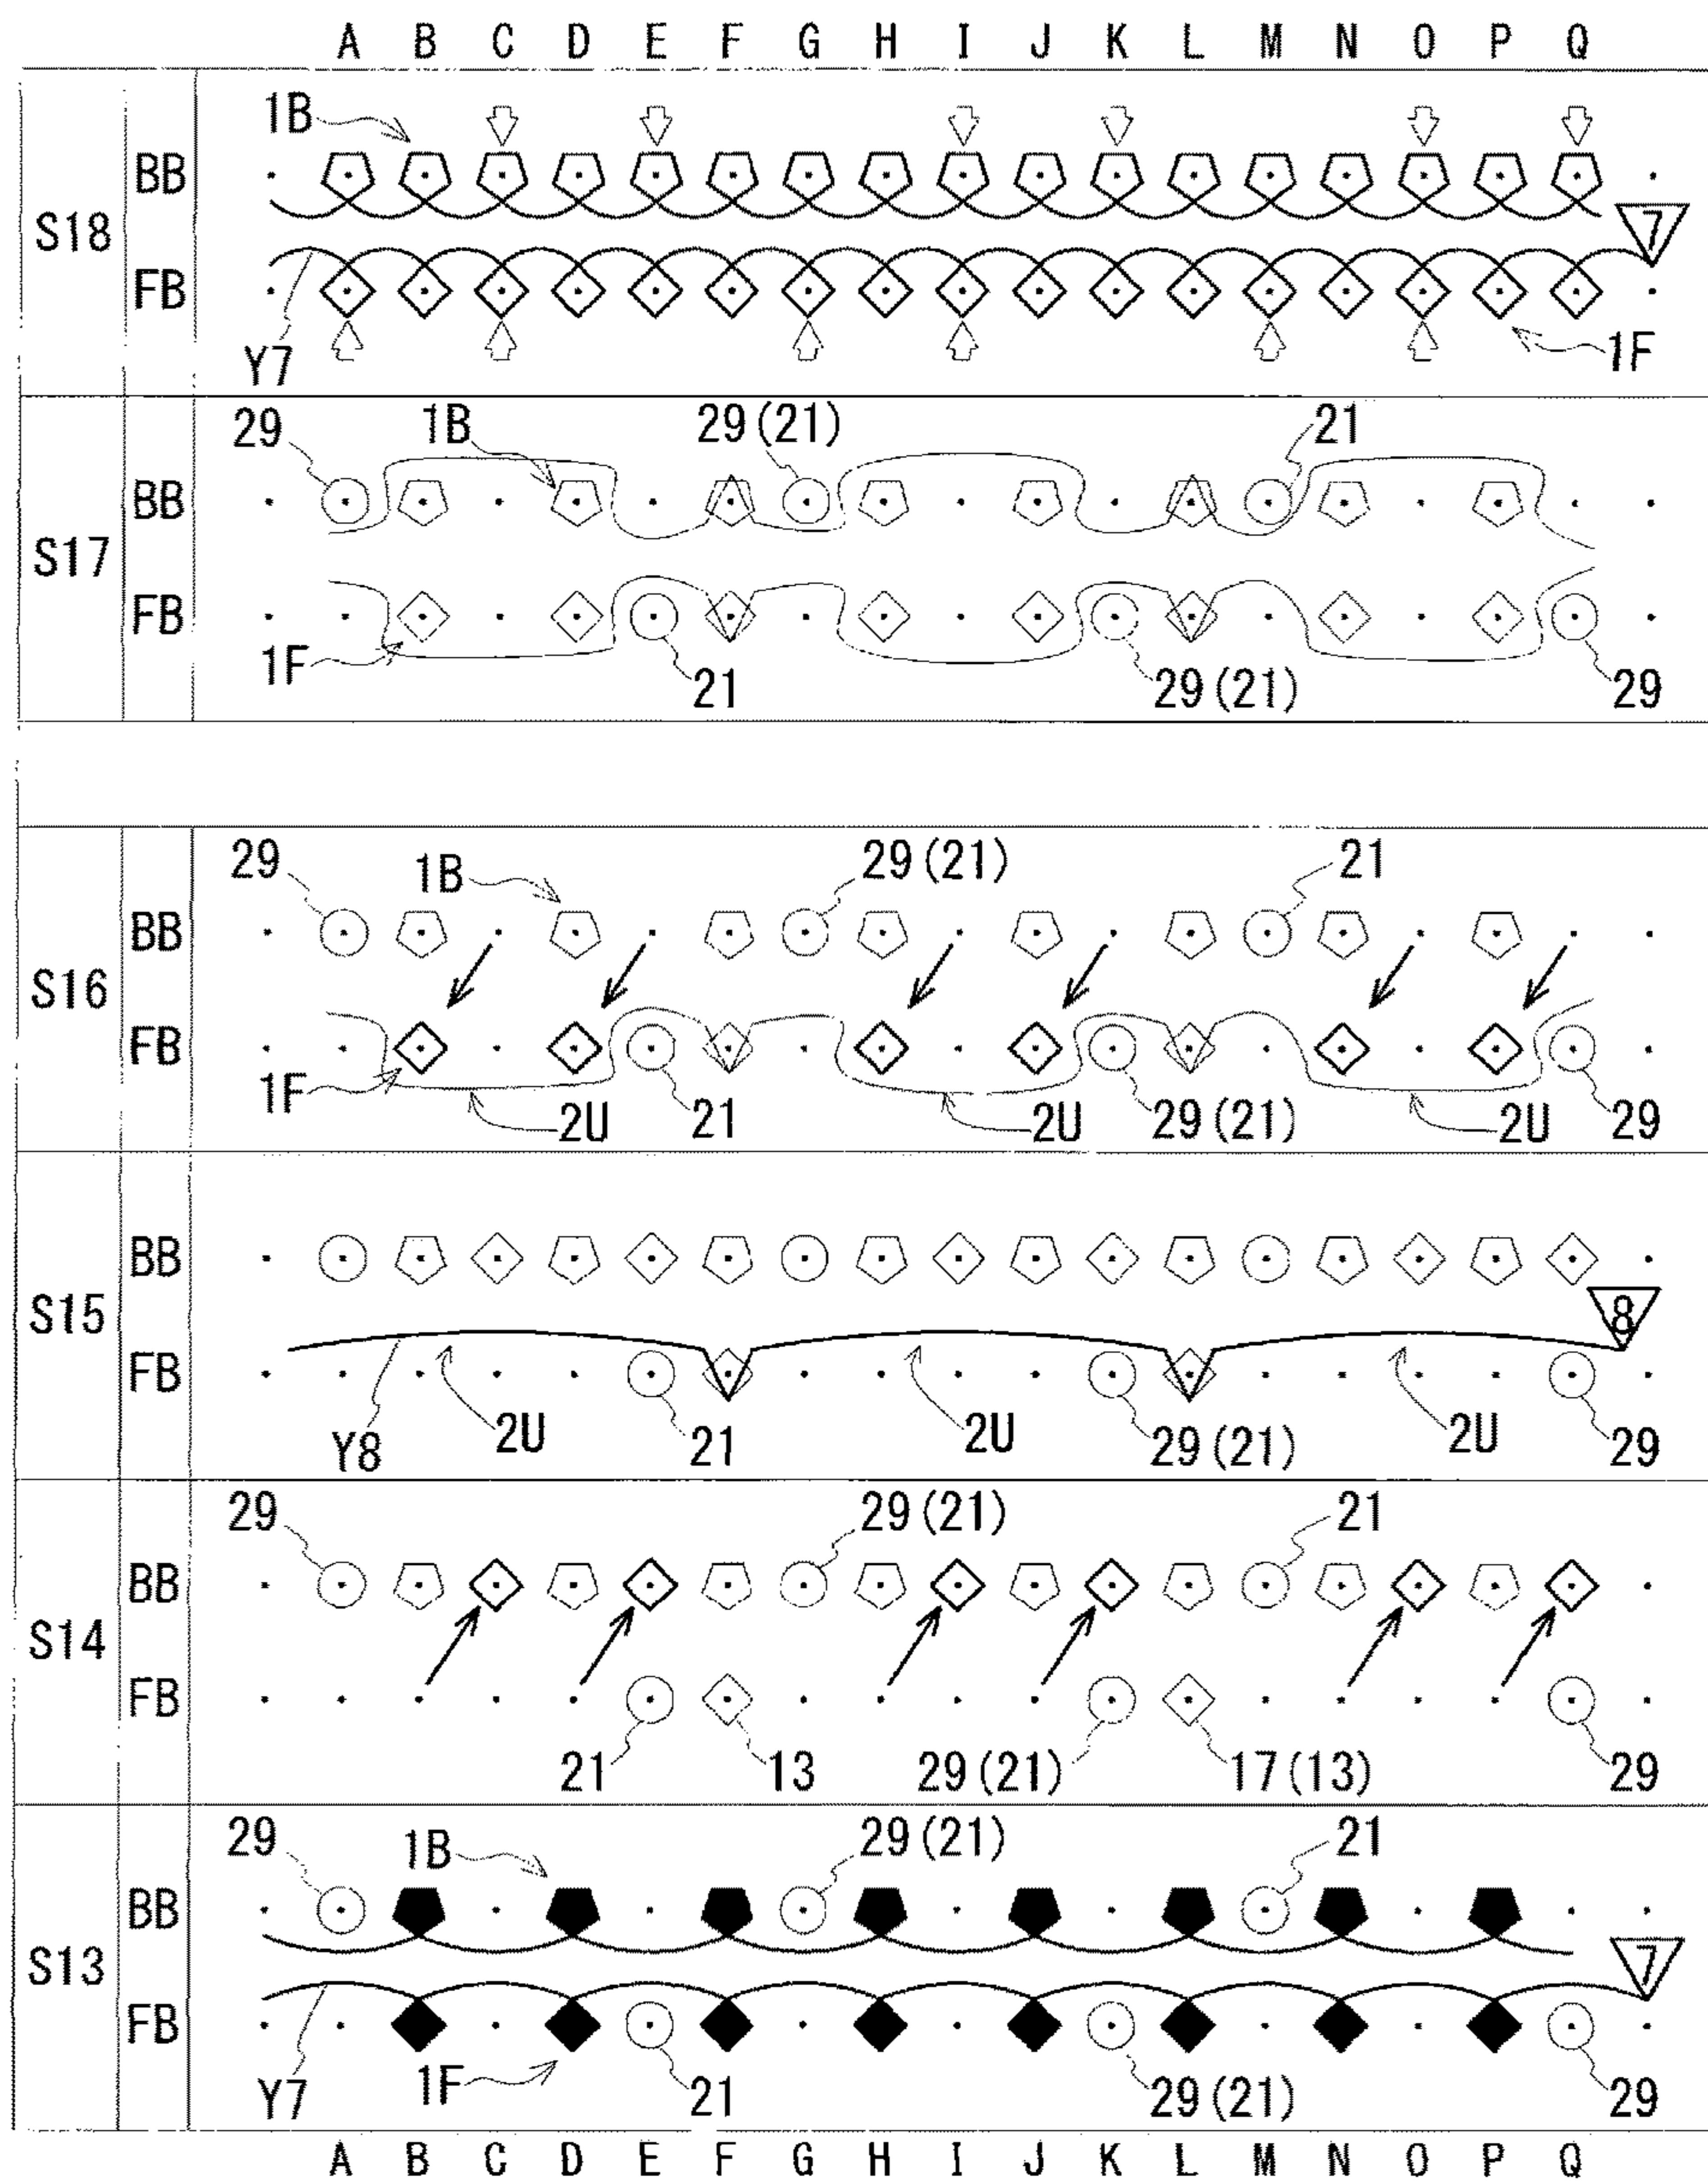 A B C D E F G H I J K L M N O P Q
1B
BB
S18
7
FB
Y7
1F
29 1B 29(21) 21
BB
S17
FB
1F 21 29(21) 29
29 1B 29(21) 21
BB
S16
FB
1F 2U 21 2U 29(21) 2U 29
BB
S15
8
FB
Y8 2U 21 2U 29(21) 2U 29
29 29(21) 21
BB
S14
FB
21 13 29(21) 17(13) 29
29 1B 29(21) 21
BB
S13
7
FB
Y7 1F 21 29(21) 29
A B C D E F G H I J K L M N O P Q